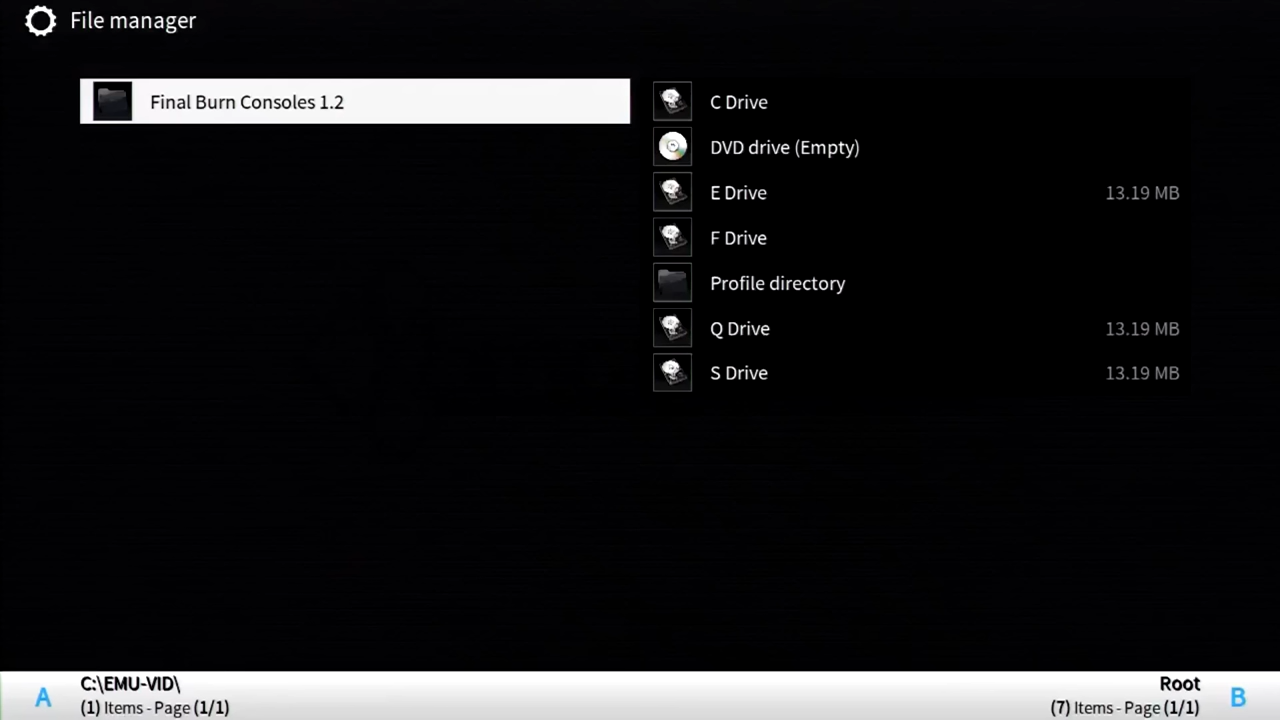 File manager
Final Burn Consoles 1.2
C Drive
DVD drive (Empty)
E Drive 13.19 MB
F Drive
Profile directory
Q Drive 13.19 MB
S Drive 13.19 MB
A
C:\EMU-VID\
(1) Items - Page (1/1)
Root
(7) Items - Page (1/1)
B